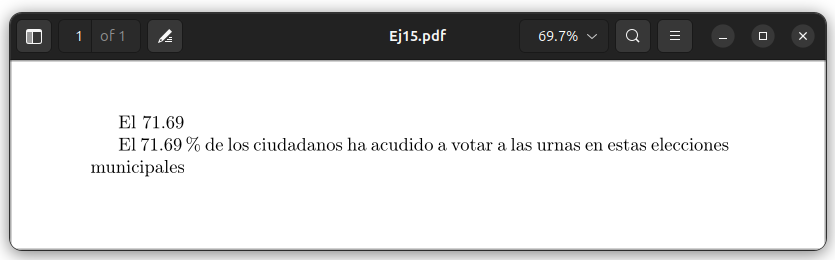 1 of 1 Ej15.pdf 69.7%
El 71.69
El 71.69 % de los ciudadanos ha acudido a votar a las urnas en estas elecciones
municipales